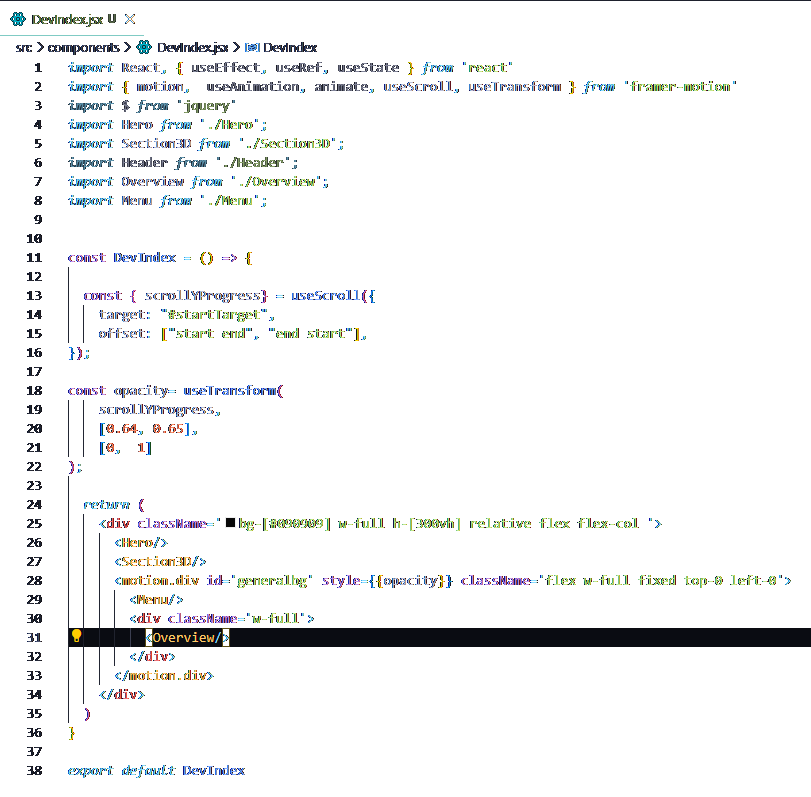 DevIndex.jsx U
src > components > DevIndex.jsx > DevIndex
1 import React, { useEffect, useRef, useState } from 'react'
2 import { motion,  useAnimation, animate, useScroll, useTransform } from 'framer-motion'
3 import $ from 'jquery'
4 import Hero from './Hero';
5 import Section3D from './Section3D';
6 import Header from './Header';
7 import Overview from './Overview';
8 import Menu from './Menu';
9
10
11 const DevIndex = () => {
12
13   const { scrollYProgress} = useScroll({
14     target: "#startTarget",
15     offset: ["start end", "end start"],
16 });
17
18 const opacity= useTransform(
19     scrollYProgress,
20     [0.64, 0.65],
21     [0,  1]
22 );
23
24   return (
25     <div className=" bg-[#090909] w-full h-[300vh] relative flex flex-col ">
26       <Hero/>
27       <Section3D/>
28       <motion.div id='generalbg' style={{opacity}} className='flex w-full fixed top-0 left-0'>
29         <Menu/>
30         <div className='w-full'>
31           <Overview/>
32         </div>
33       </motion.div>
34     </div>
35   )
36 }
37
38 export default DevIndex